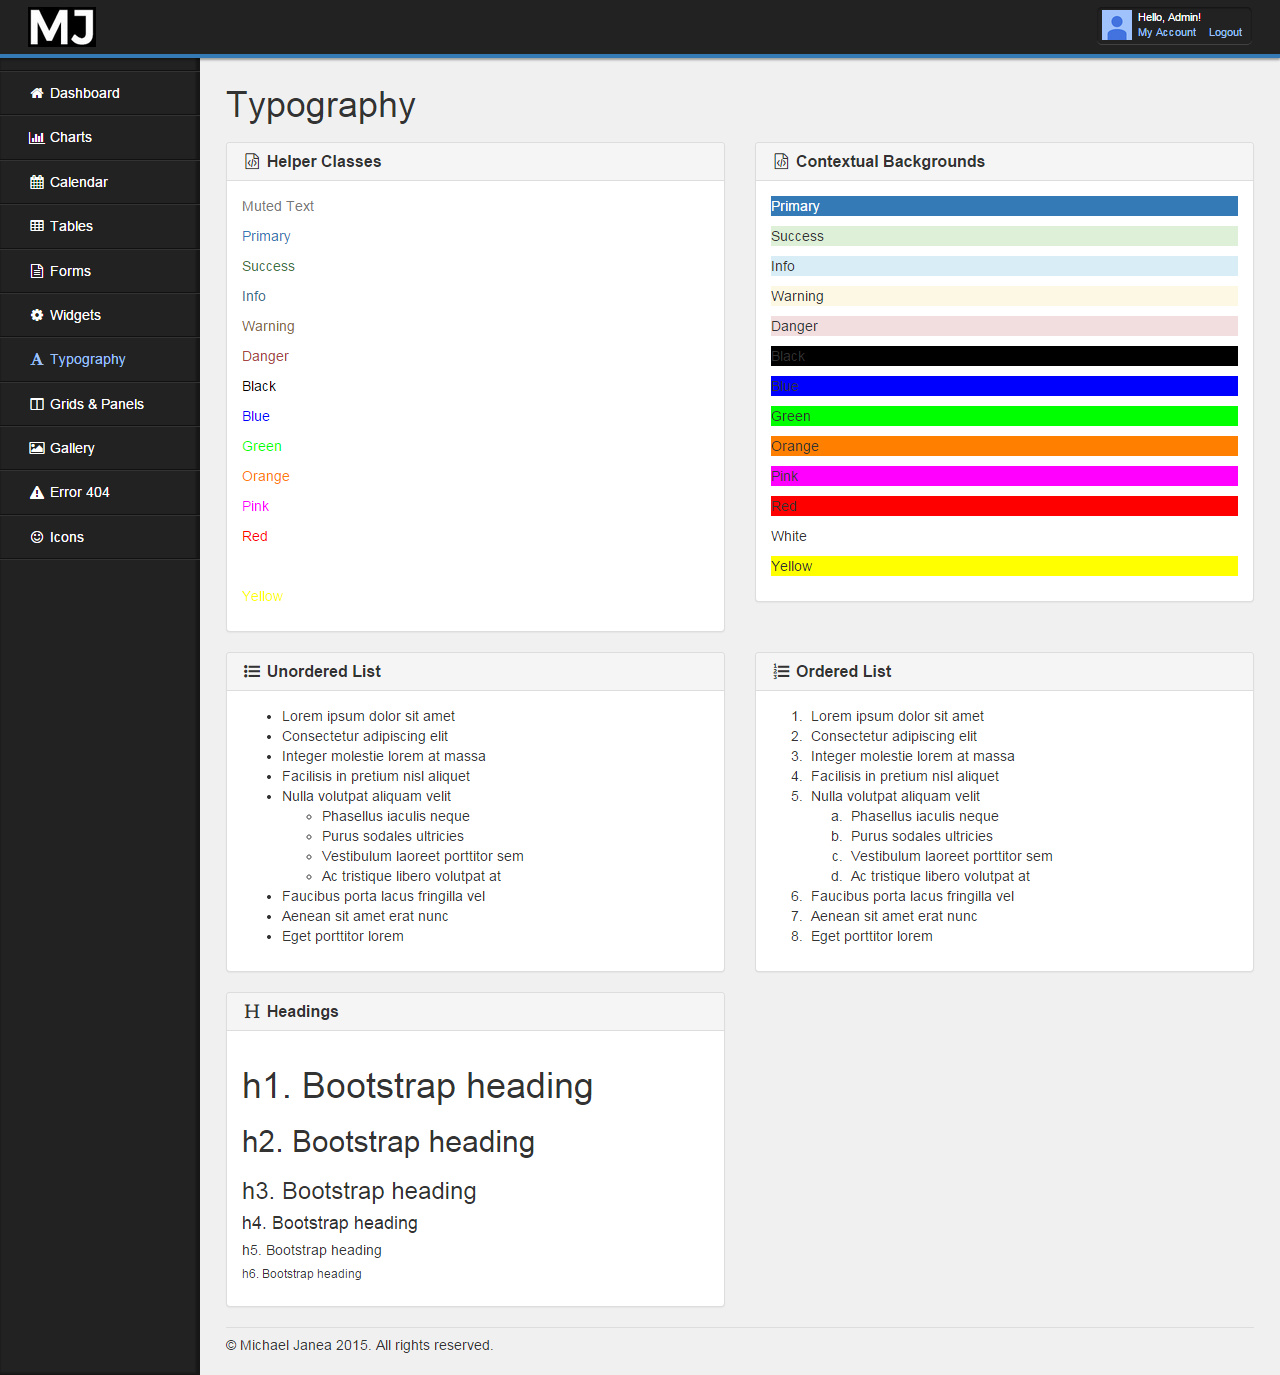 MJ
Hello, Admin!
My Account Logout
Dashboard
Charts
Calendar
Tables
Forms
Widgets
Typography
Grids & Panels
Gallery
Error 404
Icons
Typography
Helper Classes
Muted Text
Primary
Success
Info
Warning
Danger
Black
Blue
Green
Orange
Pink
Red
Yellow
Contextual Backgrounds
Primary
Success
Info
Warning
Danger
Black
Blue
Green
Orange
Pink
Red
White
Yellow
Unordered List
• Lorem ipsum dolor sit amet
• Consectetur adipiscing elit
• Integer molestie lorem at massa
• Facilisis in pretium nisl aliquet
• Nulla volutpat aliquam velit
◦ Phasellus iaculis neque
◦ Purus sodales ultricies
◦ Vestibulum laoreet porttitor sem
◦ Ac tristique libero volutpat at
• Faucibus porta lacus fringilla vel
• Aenean sit amet erat nunc
• Eget porttitor lorem
Ordered List
1. Lorem ipsum dolor sit amet
2. Consectetur adipiscing elit
3. Integer molestie lorem at massa
4. Facilisis in pretium nisl aliquet
5. Nulla volutpat aliquam velit
a. Phasellus iaculis neque
b. Purus sodales ultricies
c. Vestibulum laoreet porttitor sem
d. Ac tristique libero volutpat at
6. Faucibus porta lacus fringilla vel
7. Aenean sit amet erat nunc
8. Eget porttitor lorem
H Headings
h1. Bootstrap heading
h2. Bootstrap heading
h3. Bootstrap heading
h4. Bootstrap heading
h5. Bootstrap heading
h6. Bootstrap heading
© Michael Janea 2015. All rights reserved.